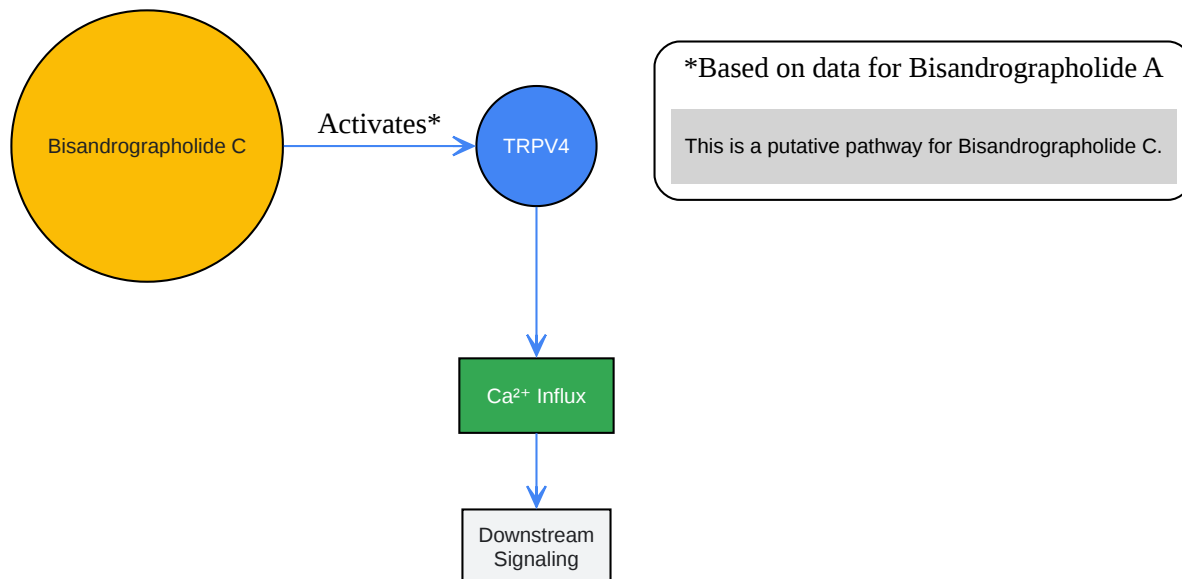 Bisandrographolide C
Activates*
TRPV4
*Based on data for Bisandrographolide A
This is a putative pathway for Bisandrographolide C.
Ca²⁺ Influx
Downstream
Signaling